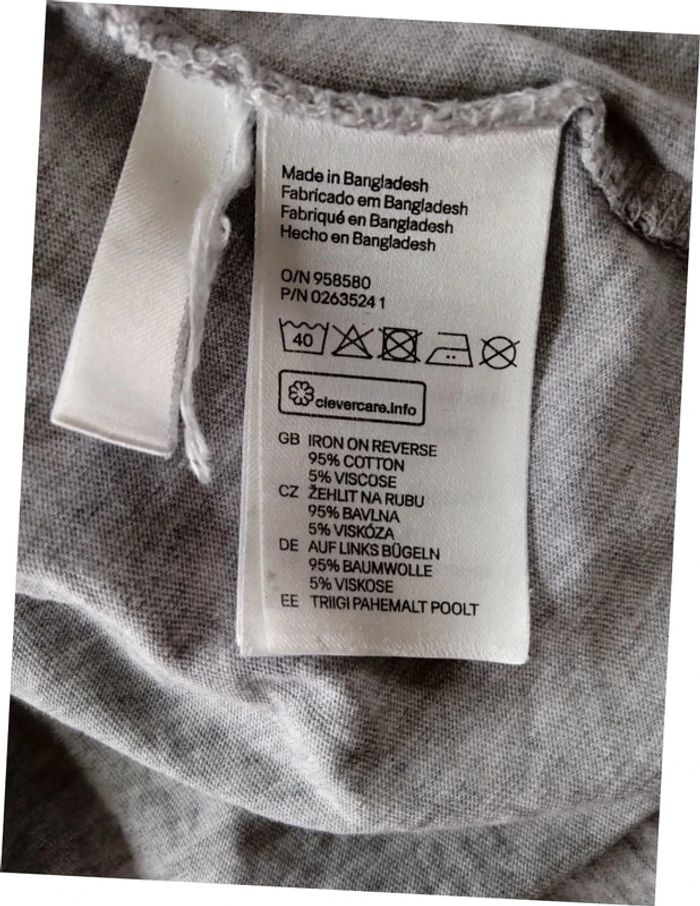 Made in Bangladesh
Fabricado em Bangladesh
Fabriqué en Bangladesh
Hecho en Bangladesh
O/N 958580
P/N 02635241
40
clevercare.info
GB IRON ON REVERSE
95% COTTON
5% VISCOSE
CZ ŽEHLIT NA RUBU
95% BAVLNA
5% VISKÓZA
DE AUF LINKS BÜGELN
95% BAUMWOLLE
5% VISKOSE
EE TRIIGI PAHEMALT POOLT